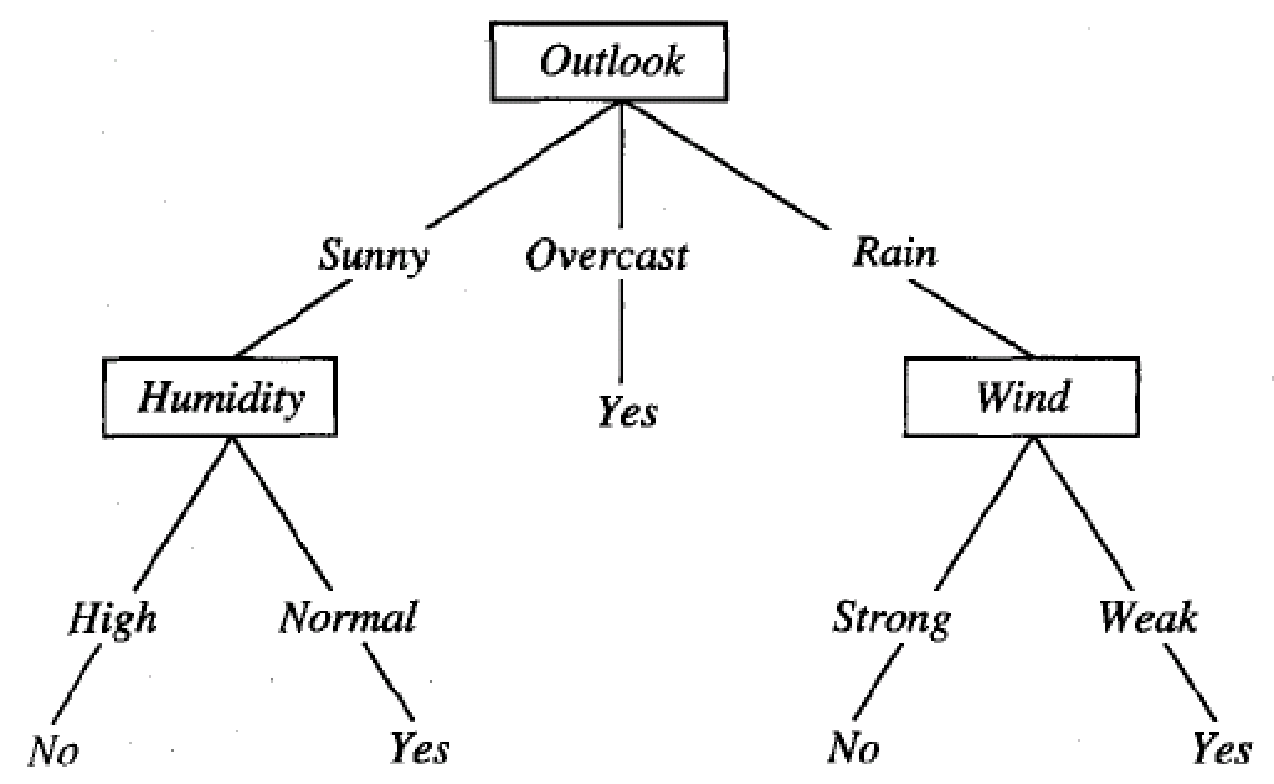 Outlook
Sunny Overcast Rain
Humidity Yes Wind
High Normal Strong Weak
No Yes No Yes